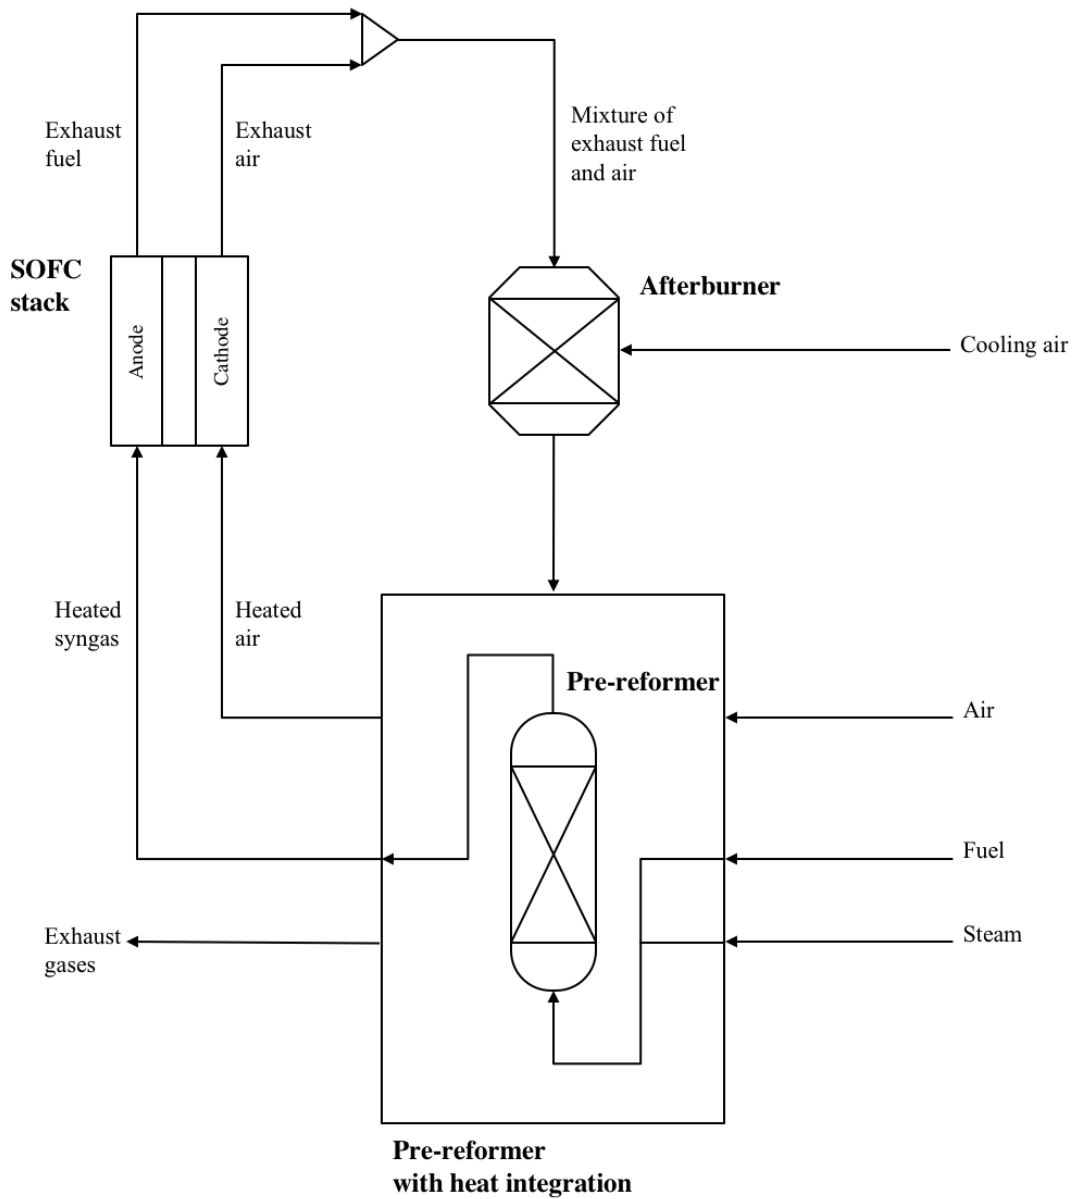 Exhaust
fuel
Exhaust
air
Mixture of
exhaust fuel
and air
SOFC
stack
Anode
Cathode
Afterburner
Cooling air
Heated
syngas
Heated
air
Pre-reformer
Air
Fuel
Steam
Exhaust
gases
Pre-reformer
with heat integration